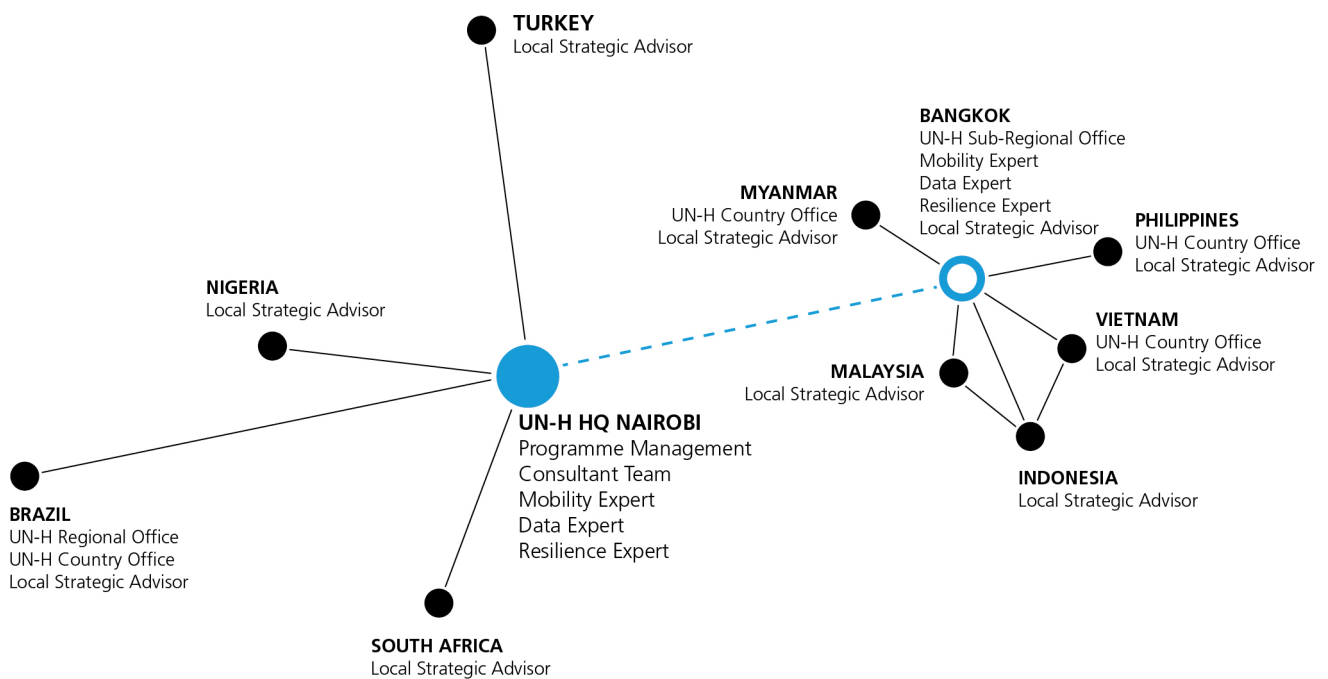 TURKEY
Local Strategic Advisor
BANGKOK
UN-H Sub-Regional Office
Mobility Expert
Data Expert
Resilience Expert
Local Strategic Advisor
MYANMAR
UN-H Country Office
Local Strategic Advisor
PHILIPPINES
UN-H Country Office
Local Strategic Advisor
NIGERIA
Local Strategic Advisor
VIETNAM
UN-H Country Office
Local Strategic Advisor
MALAYSIA
Local Strategic Advisor
UN-H HQ NAIROBI
Programme Management
Consultant Team
Mobility Expert
Data Expert
Resilience Expert
INDONESIA
Local Strategic Advisor
BRAZIL
UN-H Regional Office
UN-H Country Office
Local Strategic Advisor
SOUTH AFRICA
Local Strategic Advisor